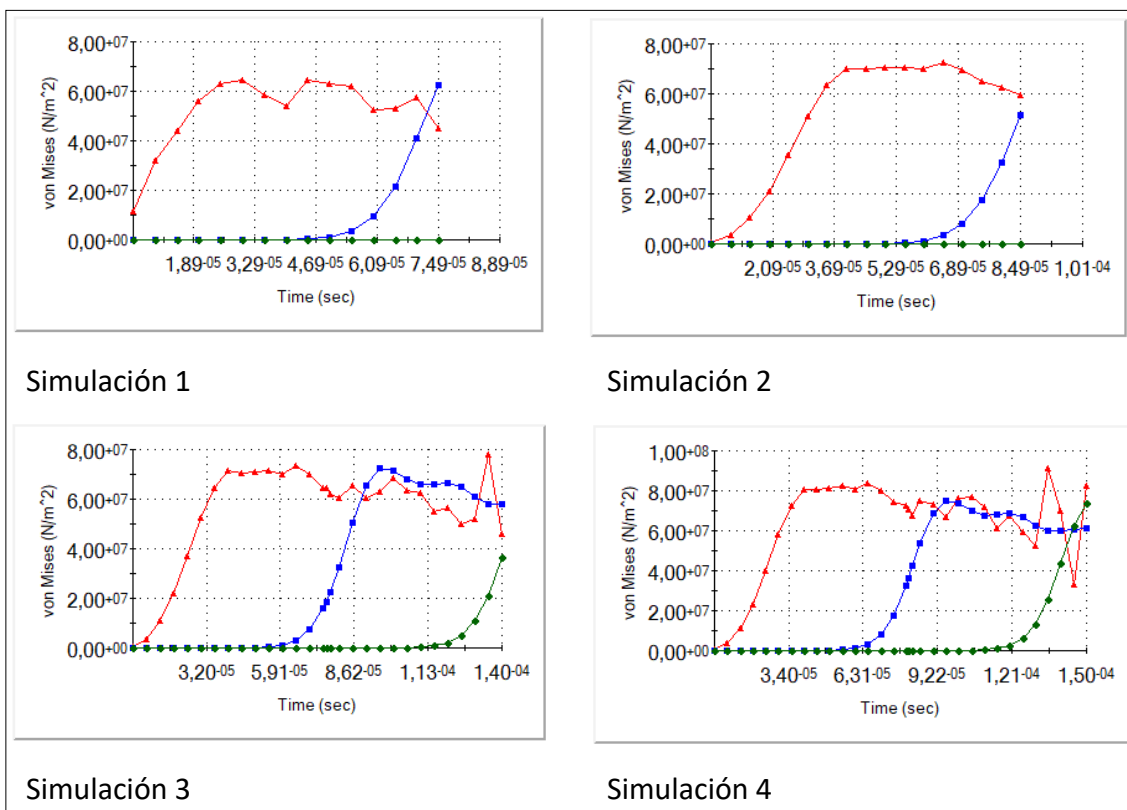 8,00+07
6,00+07
4,00+07
2,00+07
0,00+00
von Mises (N/m^2)
1,89-05 3,29-05 4,69-05 6,09-05 7,49-05 8,89-05
Time (sec)
Simulación 1
8,00+07
6,00+07
4,00+07
2,00+07
0,00+00
von Mises (N/m^2)
2,09-05 3,69-05 5,29-05 6,89-05 8,49-05 1,01-04
Time (sec)
Simulación 2
8,00+07
6,00+07
4,00+07
2,00+07
0,00+00
von Mises (N/m^2)
3,20-05 5,91-05 8,62-05 1,13-04 1,40-04
Time (sec)
Simulación 3
1,00+08
8,00+07
6,00+07
4,00+07
2,00+07
0,00+00
von Mises (N/m^2)
3,40-05 6,31-05 9,22-05 1,21-04 1,50-04
Time (sec)
Simulación 4